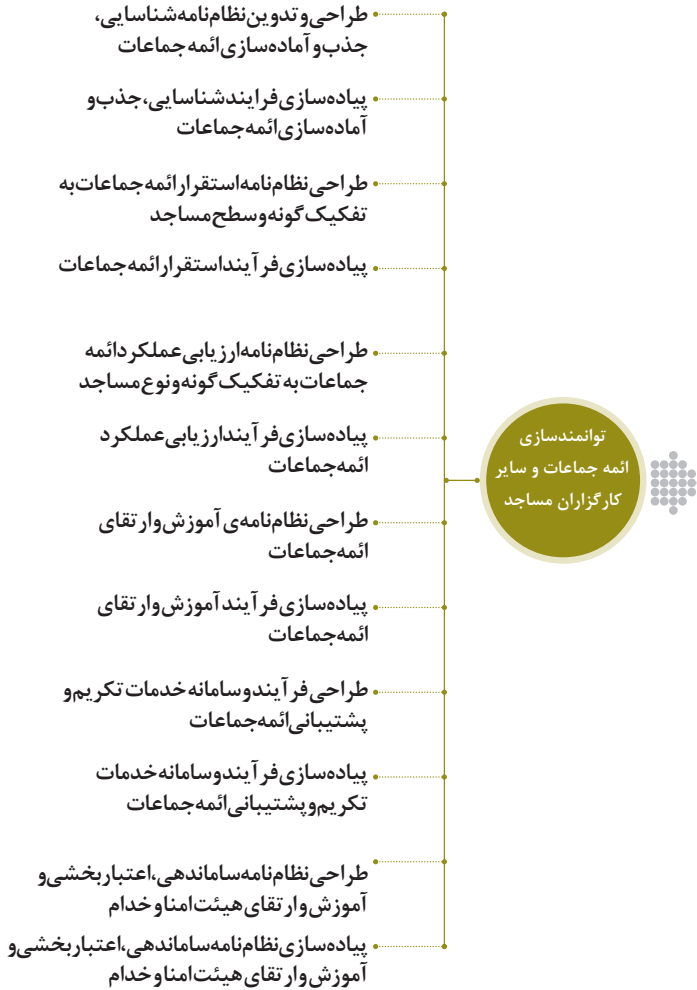 توانمندسازی
ائمه جماعات و سایر
کارگزاران مساجد
طراحی و تدوین نظام‌نامه شناسایی،
جذب و آماده‌سازی ائمه جماعات
پیاده‌سازی فرایند شناسایی، جذب و
آماده‌سازی ائمه جماعات
طراحی نظام‌نامه استقرار ائمه جماعات به
تفکیک گونه و سطح مساجد
پیاده‌سازی فرآیند استقرار ائمه جماعات
طراحی نظام‌نامه ارزیابی عملکرد ائمه
جماعات به تفکیک گونه و نوع مساجد
پیاده‌سازی فرآیند ارزیابی عملکرد
ائمه جماعات
طراحی نظام‌نامه‌ی آموزش و ارتقای
ائمه جماعات
پیاده‌سازی فرآیند آموزش و ارتقای
ائمه جماعات
طراحی فرآیند و سامانه خدمات تکریم و
پشتیبانی ائمه جماعات
پیاده‌سازی فرآیند و سامانه خدمات
تکریم و پشتیبانی ائمه جماعات
طراحی نظام‌نامه ساماندهی، اعتباربخشی و
آموزش و ارتقای هیئت امنا و خدام
پیاده‌سازی نظام‌نامه ساماندهی، اعتباربخشی و
آموزش و ارتقای هیئت امنا و خدام